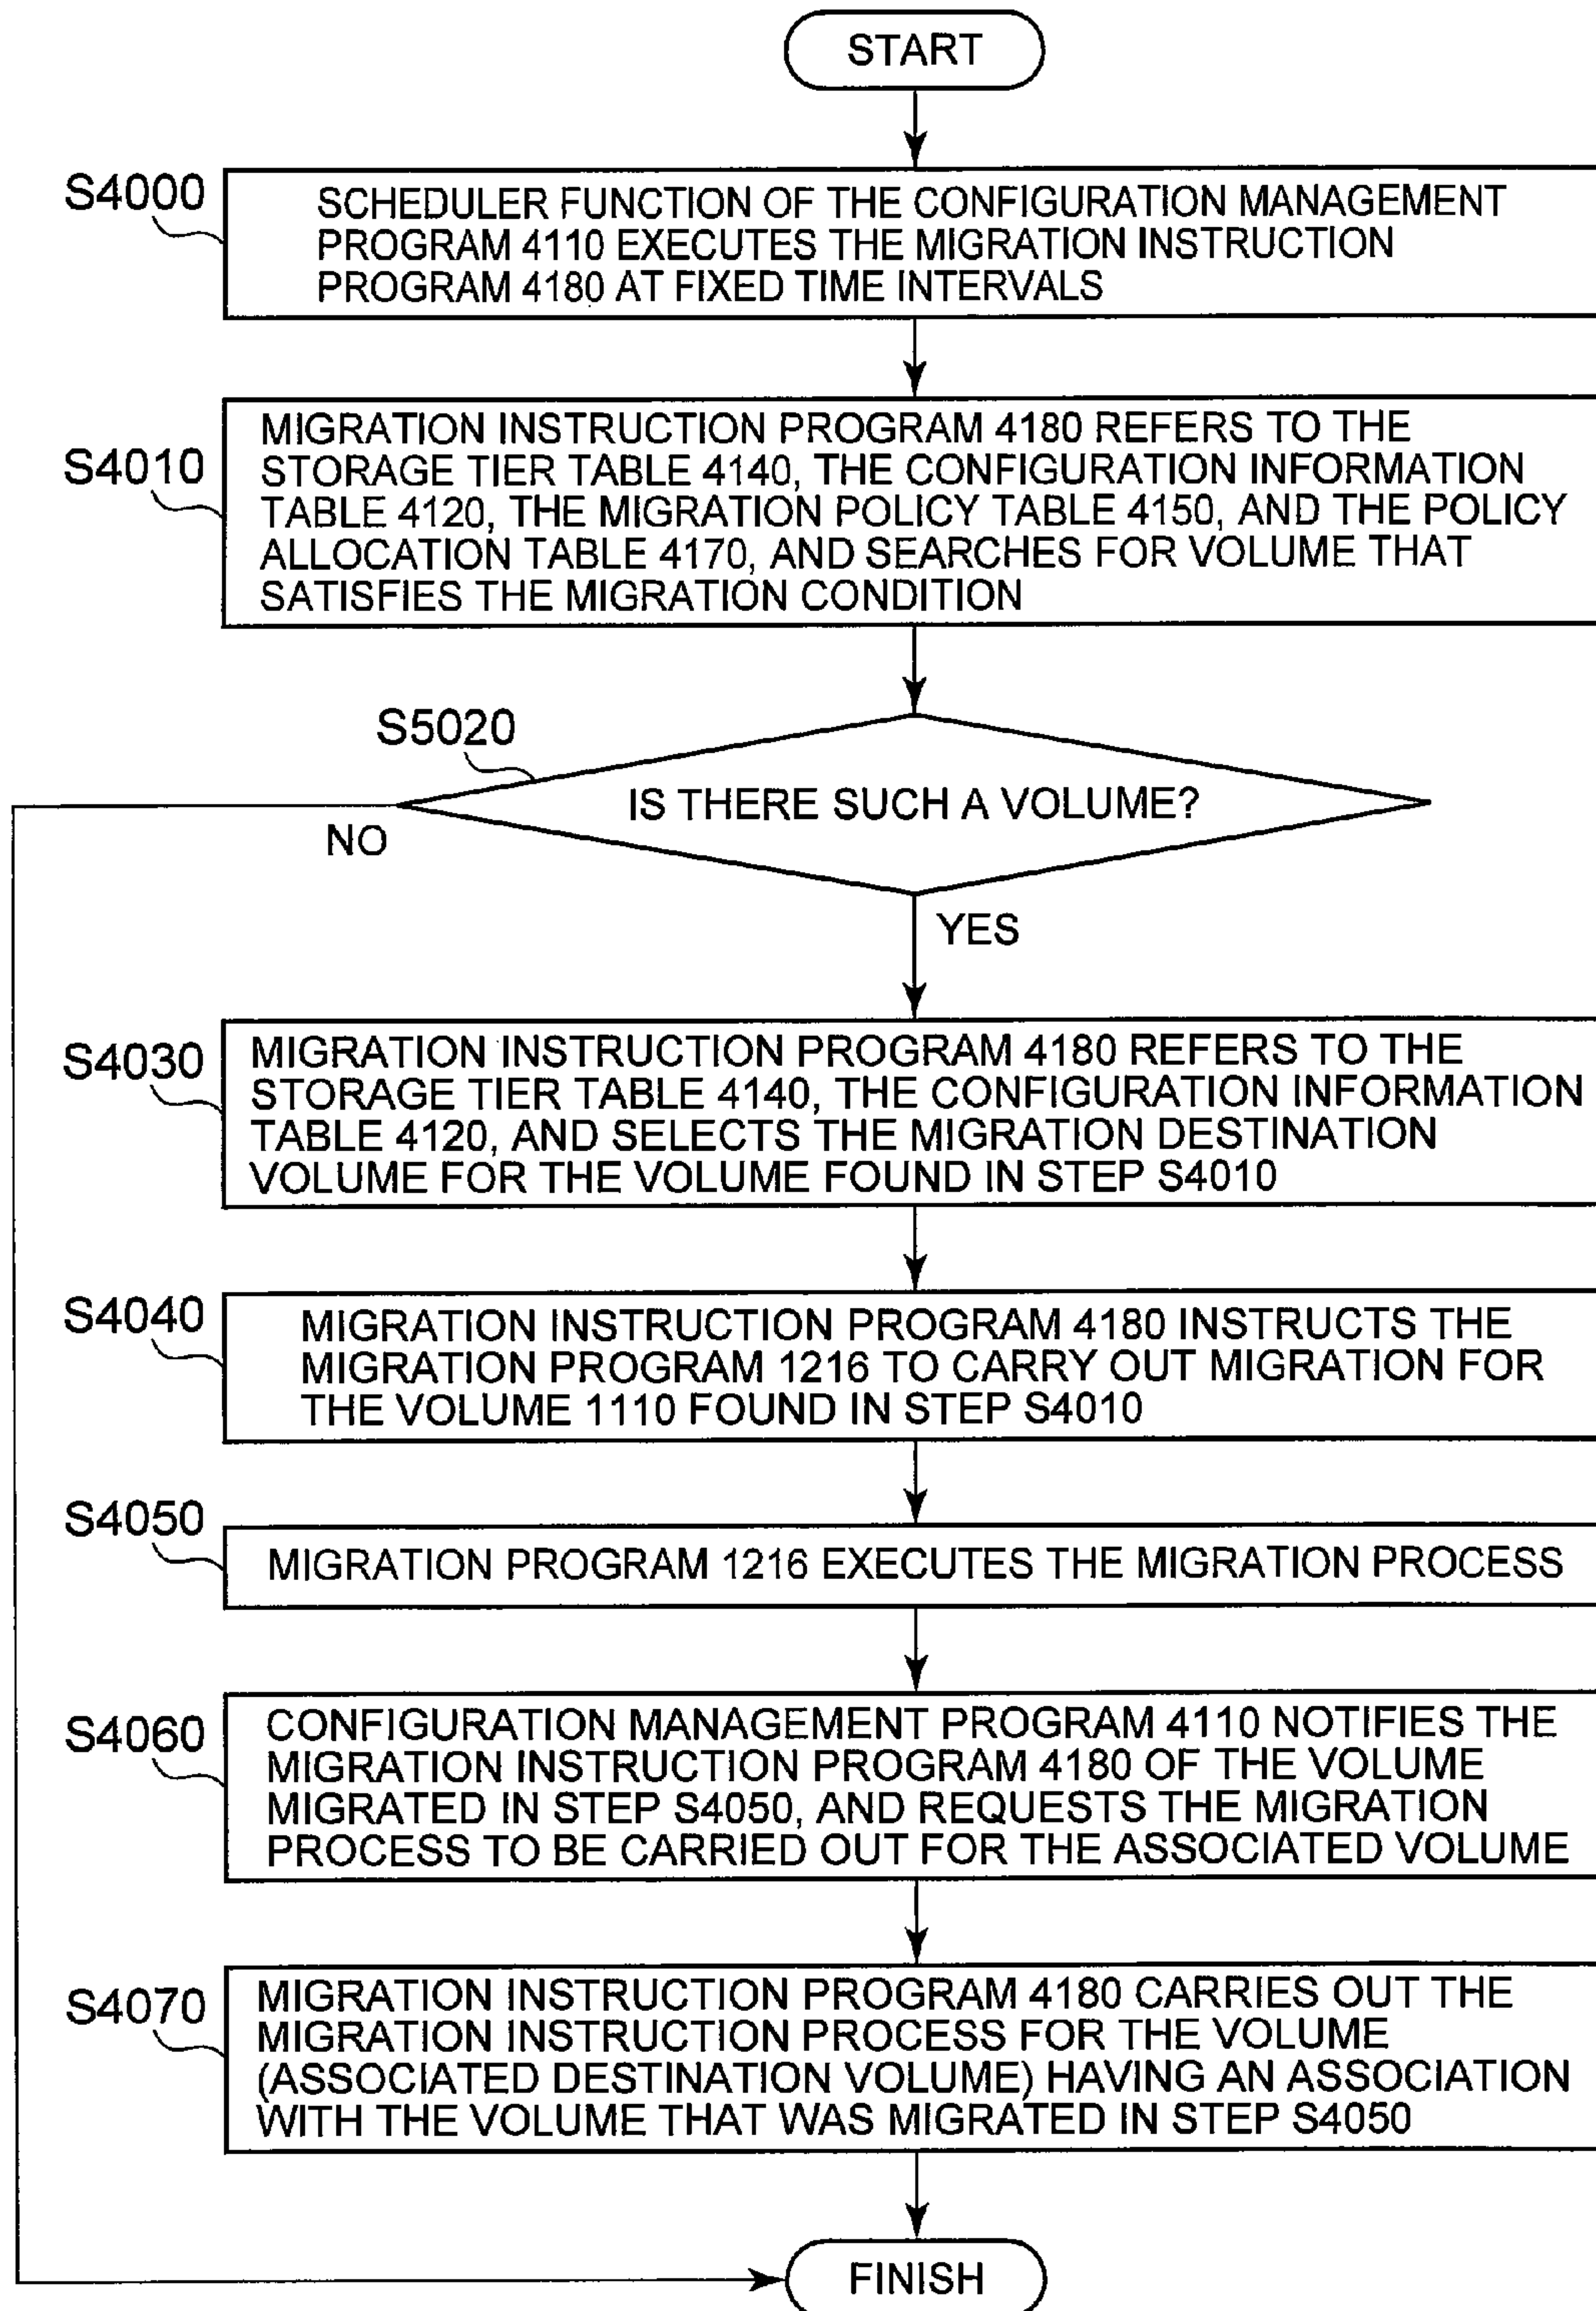 START
S4000
SCHEDULER FUNCTION OF THE CONFIGURATION MANAGEMENT
PROGRAM 4110 EXECUTES THE MIGRATION INSTRUCTION
PROGRAM 4180 AT FIXED TIME INTERVALS
S4010
MIGRATION INSTRUCTION PROGRAM 4180 REFERS TO THE
STORAGE TIER TABLE 4140, THE CONFIGURATION INFORMATION
TABLE 4120, THE MIGRATION POLICY TABLE 4150, AND THE POLICY
ALLOCATION TABLE 4170, AND SEARCHES FOR VOLUME THAT
SATISFIES THE MIGRATION CONDITION
S5020
IS THERE SUCH A VOLUME?
NO
YES
S4030
MIGRATION INSTRUCTION PROGRAM 4180 REFERS TO THE
STORAGE TIER TABLE 4140, THE CONFIGURATION INFORMATION
TABLE 4120, AND SELECTS THE MIGRATION DESTINATION
VOLUME FOR THE VOLUME FOUND IN STEP S4010
S4040
MIGRATION INSTRUCTION PROGRAM 4180 INSTRUCTS THE
MIGRATION PROGRAM 1216 TO CARRY OUT MIGRATION FOR
THE VOLUME 1110 FOUND IN STEP S4010
S4050
MIGRATION PROGRAM 1216 EXECUTES THE MIGRATION PROCESS
S4060
CONFIGURATION MANAGEMENT PROGRAM 4110 NOTIFIES THE
MIGRATION INSTRUCTION PROGRAM 4180 OF THE VOLUME
MIGRATED IN STEP S4050, AND REQUESTS THE MIGRATION
PROCESS TO BE CARRIED OUT FOR THE ASSOCIATED VOLUME
S4070
MIGRATION INSTRUCTION PROGRAM 4180 CARRIES OUT THE
MIGRATION INSTRUCTION PROCESS FOR THE VOLUME
(ASSOCIATED DESTINATION VOLUME) HAVING AN ASSOCIATION
WITH THE VOLUME THAT WAS MIGRATED IN STEP S4050
FINISH